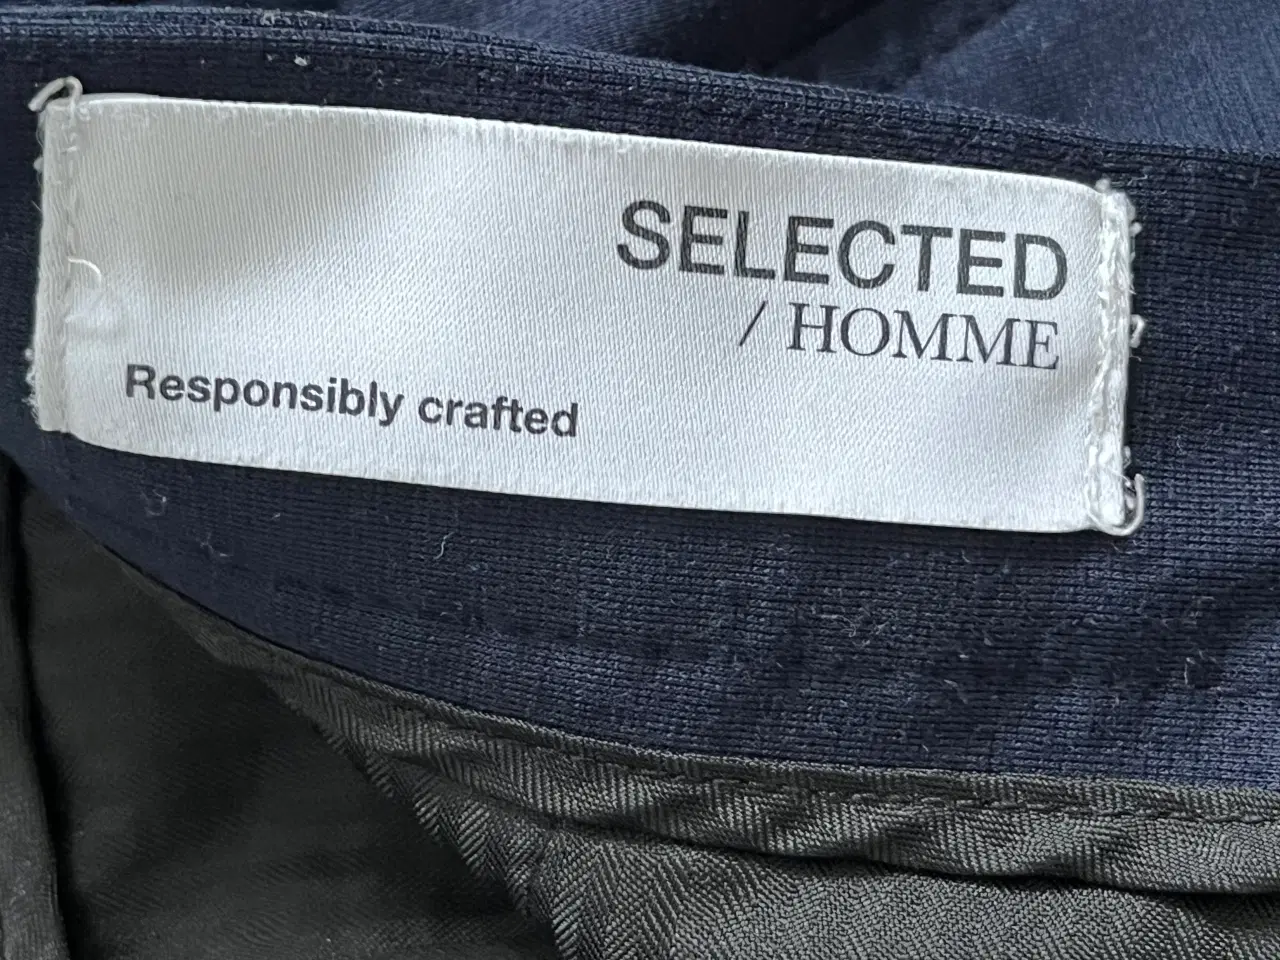 SELECTED
/ HOMME
Responsibly crafted